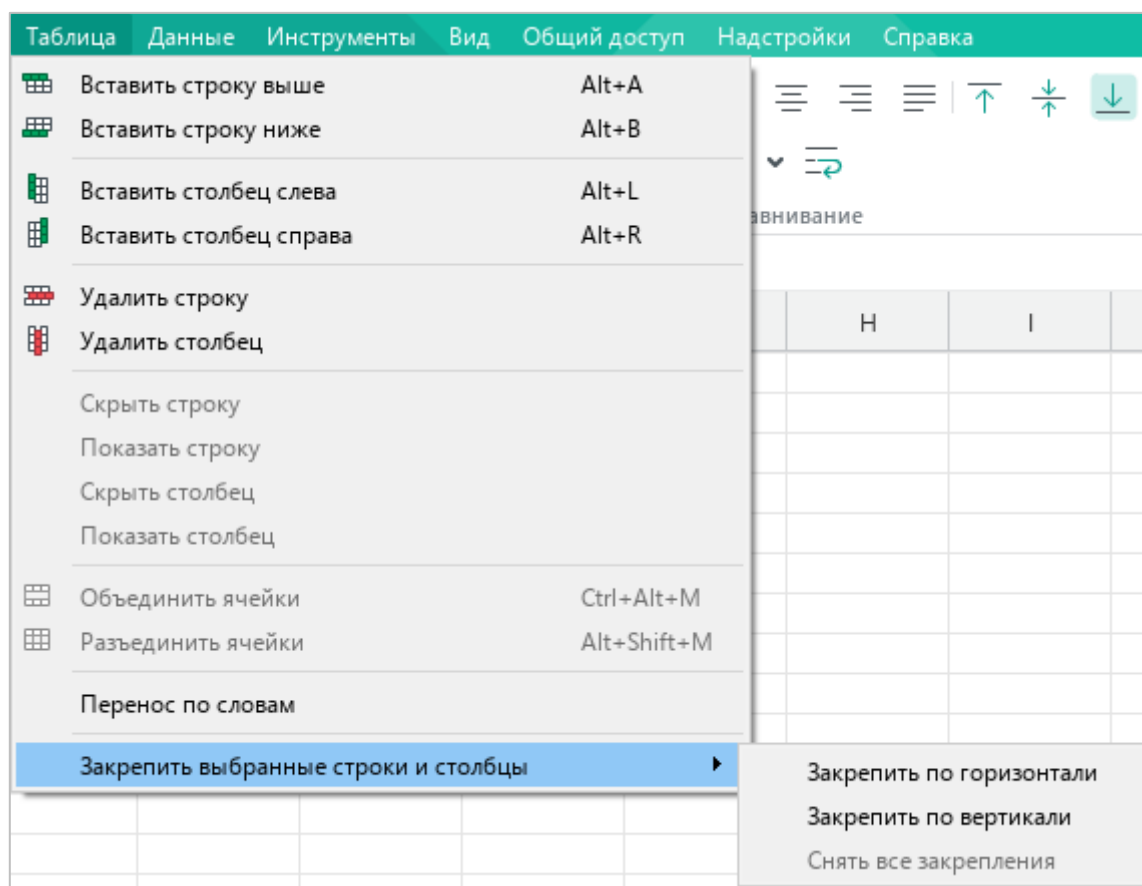 Таблица Данные Инструменты Вид Общий доступ Надстройки Справка
Вставить строку выше Alt+A
Вставить строку ниже Alt+B
Вставить столбец слева Alt+L
Вставить столбец справа Alt+R
авнивание
Удалить строку
H I
Удалить столбец
Скрыть строку
Показать строку
Скрыть столбец
Показать столбец
Объединить ячейки Ctrl+Alt+M
Разъединить ячейки Alt+Shift+M
Перенос по словам
Закрепить выбранные строки и столбцы
Закрепить по горизонтали
Закрепить по вертикали
Снять все закрепления